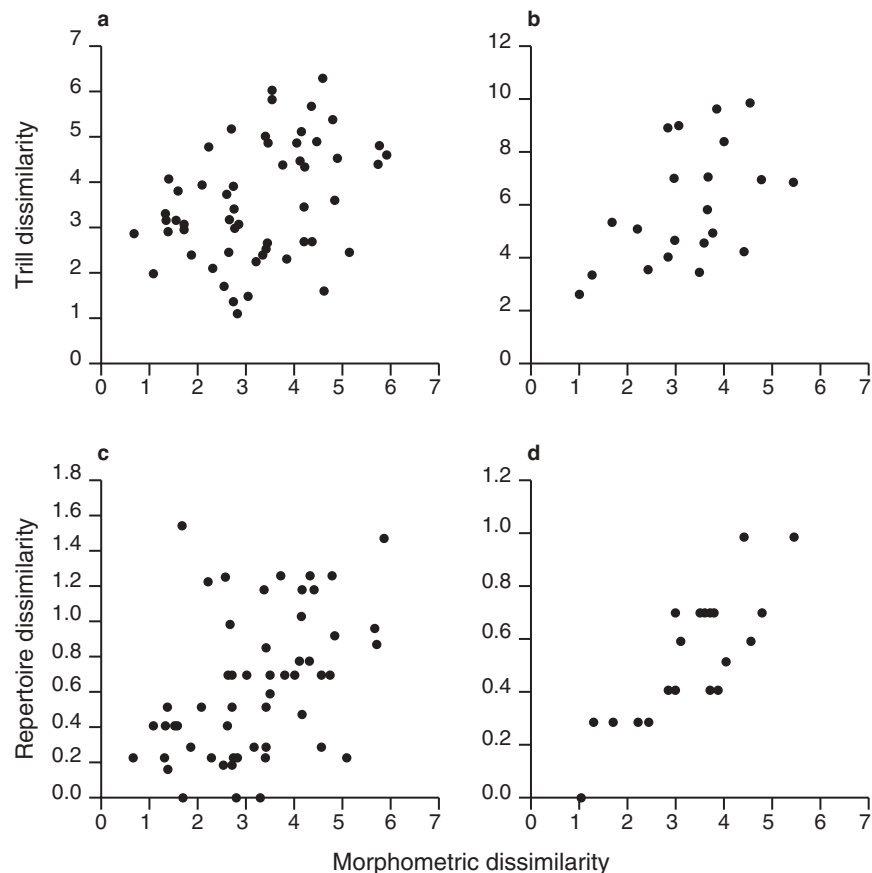 a
7
6
5
4
3
2
1
0
0 1 2 3 4 5 6 7
Trill dissimilarity
b
12
10
8
6
4
2
0
0 1 2 3 4 5 6 7
c
1.8
1.6
1.4
1.2
1.0
0.8
0.6
0.4
0.2
0.0
0 1 2 3 4 5 6 7
Repertoire dissimilarity
d
1.2
1.0
0.8
0.6
0.4
0.2
0.0
0 1 2 3 4 5 6 7
Morphometric dissimilarity